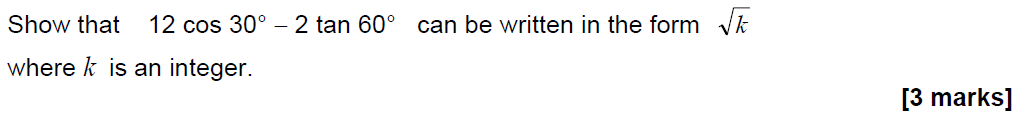 Show that 12 cos 30° – 2 tan 60° can be written in the form √k
where k is an integer.
[3 marks]